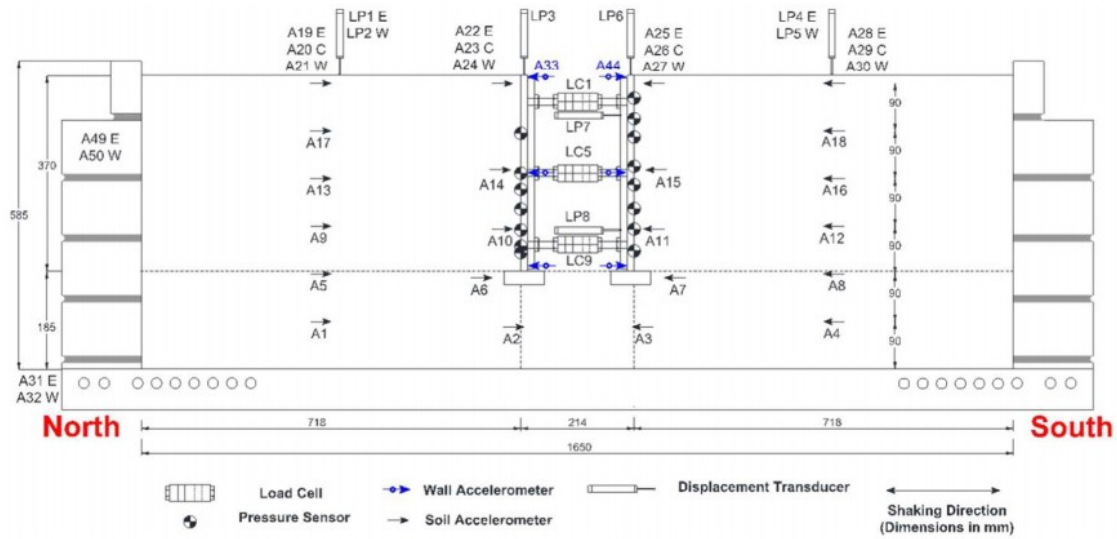 LP1 E
LP2 W
LP3
LP6
LP4 E
LP5 W
A19 E
A20 C
A21 W
A22 E
A23 C
A24 W
A25 E
A26 C
A27 W
A28 E
A29 C
A30 W
A33
A44
LC1
LP7
A49 E
A50 W
A17
A18
90
370
LC5
A14
A15
A13
A16
90
585
LP8
A9
A10
A11
A12
90
LC9
90
A5
A6
A7
A8
90
185
A1
A2
A3
A4
90
A31 E
A32 W
North
South
718
214
718
1650
Load Cell
Wall Accelerometer
Displacement Transducer
Pressure Sensor
Soil Accelerometer
Shaking Direction
(Dimensions in mm)